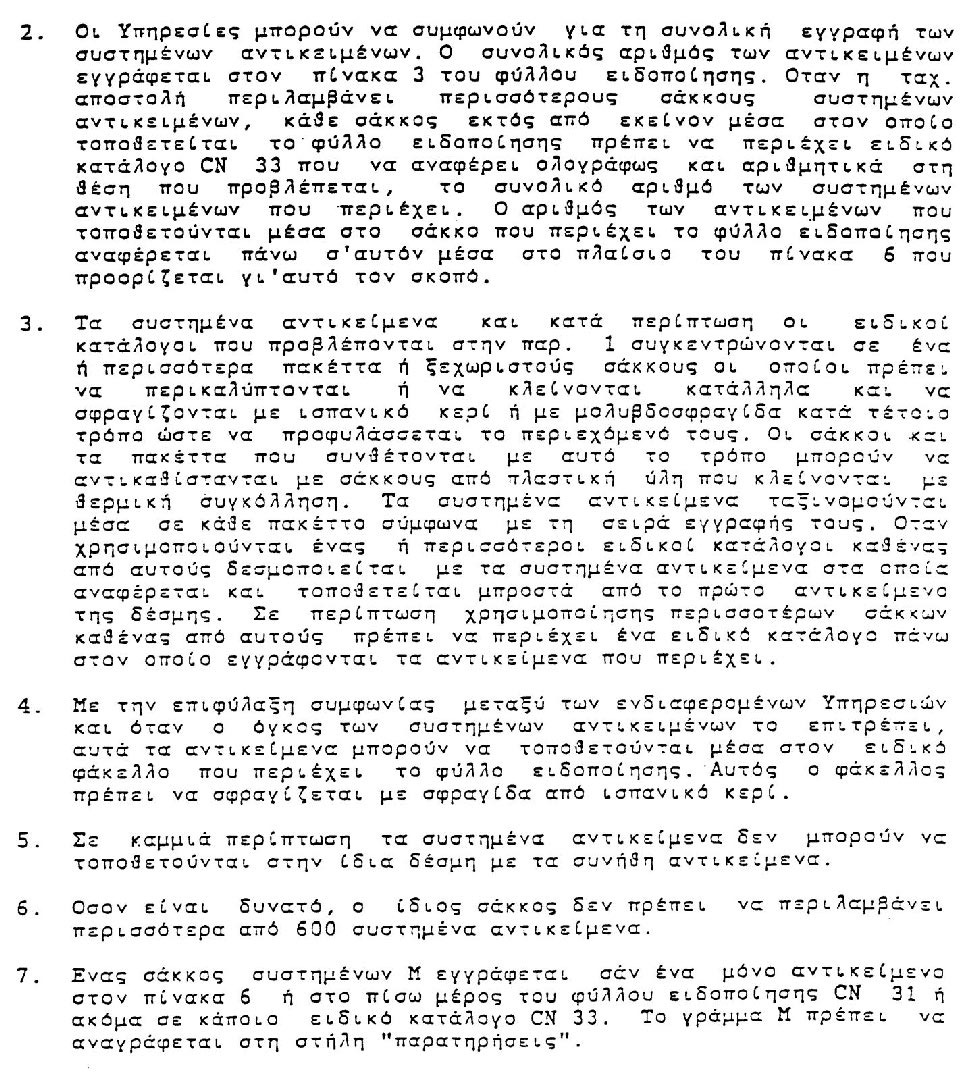 2. Οι Υπηρεσίες μπορούν να συμφωνούν για τη συνολική εγγραφή των
συστημένων αντικειμένων. Ο συνολικός αριθμός των αντικειμένων
εγγράφεται στον πίνακα 3 του φύλλου ειδοποίησης. Οταν η ταχ.
αποστολή περιλαμβάνει περισσότερους σάκκους συστημένων
αντικειμένων, κάθε σάκκος εκτός από εκείνον μέσα στον οποίο
τοποθετείται το φύλλο ειδοποίησης πρέπει να περιέχει ειδικό
κατάλογο CN 33 που να αναφέρει ολογράφως και αριθμητικά στη
θέση που προβλέπεται, το συνολικό αριθμό των συστημένων
αντικειμένων που περιέχει. Ο αριθμός των αντικειμένων που
τοποθετούνται μέσα στο σάκκο που περιέχει το φύλλο ειδοποίησης
αναφέρεται πάνω σ'αυτόν μέσα στο πλαίσιο του πίνακα 6 που
προορίζεται γι'αυτό τον σκοπό.
3. Τα συστημένα αντικείμενα και κατά περίπτωση οι ειδικοί
κατάλογοι που προβλέπονται στην παρ. 1 συγκεντρώνονται σε ένα
ή περισσότερα πακέττα ή ξεχωριστούς σάκκους οι οποίοι πρέπει
να περικαλύπτονται ή να κλείνονται κατάλληλα και να
σφραγίζονται με ισπανικό κερί ή με μολυβδοσφραγίδα κατά τέτοιο
τρόπο ώστε να προφυλάσσεται το περιεχόμενό τους. Οι σάκκοι και
τα πακέττα που συνθέτονται με αυτό το τρόπο μπορούν να
αντικαθίστανται με σάκκους από πλαστική ύλη που κλείνονται με
θερμική συγκόλληση. Τα συστημένα αντικείμενα ταξινομούνται
μέσα σε κάθε πακέττο σύμφωνα με τη σειρά εγγραφής τους. Οταν
χρησιμοποιούνται ένας ή περισσότεροι ειδικοί κατάλογοι καθένας
από αυτούς δεσμοποιείται με τα συστημένα αντικείμενα στα οποία
αναφέρεται και τοποθετείται μπροστά από το πρώτο αντικείμενο
της δέσμης. Σε περίπτωση χρησιμοποίησης περισσοτέρων σάκκων
καθένας από αυτούς πρέπει να περιέχει ένα ειδικό κατάλογο πάνω
στον οποίο εγγράφονται τα αντικείμενα που περιέχει.
4. Με την επιφύλαξη συμφωνίας μεταξύ των ενδιαφερομένων Υπηρεσιών
και όταν ο όγκος των συστημένων αντικειμένων το επιτρέπει,
αυτά τα αντικείμενα μπορούν να τοποθετούνται μέσα στον ειδικό
φάκελλο που περιέχει το φύλλο ειδοποίησης. Αυτός ο φάκελλος
πρέπει να σφραγίζεται με σφραγίδα από ισπανικό κερί.
5. Σε καμμιά περίπτωση τα συστημένα αντικείμενα δεν μπορούν να
τοποθετούνται στην ίδια δέσμη με τα συνήθη αντικείμενα.
6. Οσον είναι δυνατό, ο ίδιος σάκκος δεν πρέπει να περιλαμβάνει
περισσότερα από 600 συστημένα αντικείμενα.
7. Ενας σάκκος συστημένων Μ εγγράφεται σάν ένα μόνο αντικείμενο
στον πίνακα 6 ή στο πίσω μέρος του φύλλου ειδοποίησης CN 31 ή
ακόμα σε κάποιο ειδικό κατάλογο CN 33. Το γράμμα Μ πρέπει να
αναγράφεται στη στήλη "παρατηρήσεις".